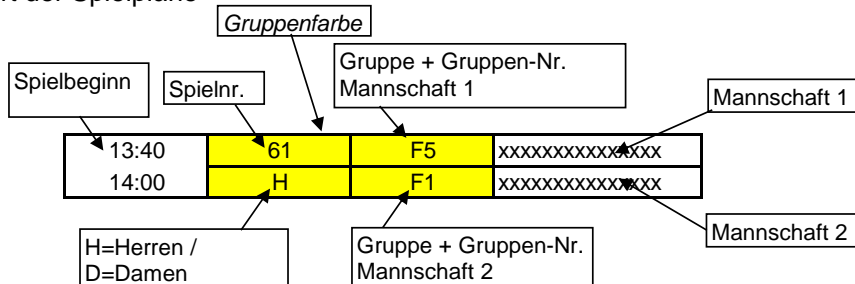 der Spielpläne
Gruppenfarbe
Spielbeginn
Spielnr.
Gruppe + Gruppen-Nr.
Mannschaft 1
Mannschaft 1
13:40 61 F5 xxxxxxxxxxxxxxx
14:00 H F1 xxxxxxxxxxxxxxx
H=Herren /
D=Damen
Gruppe + Gruppen-Nr.
Mannschaft 2
Mannschaft 2